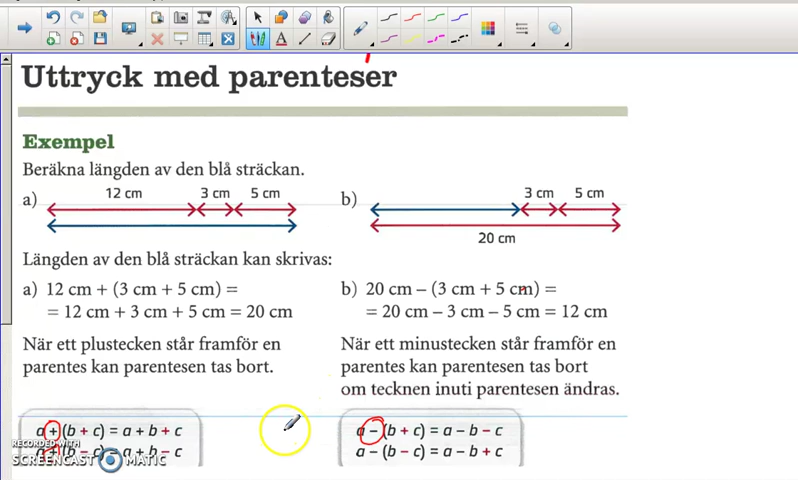 Uttryck med parenteser
Exempel
Beräkna längden av den blå sträckan.
a)
12 cm
3 cm
5 cm
b)
3 cm
5 cm
20 cm
Längden av den blå sträckan kan skrivas:
a) 12 cm + (3 cm + 5 cm) =
= 12 cm + 3 cm + 5 cm = 20 cm
När ett plustecken står framför en
parentes kan parentesen tas bort.
b) 20 cm – (3 cm + 5 cm) =
= 20 cm – 3 cm – 5 cm = 12 cm
När ett minustecken står framför en
parentes kan parentesen tas bort
om tecknen inuti parentesen ändras.
a + (b + c) = a + b + c
a + (b – c) = a + b – c
a – (b + c) = a – b – c
a – (b – c) = a – b + c
RECORDED WITH
SCREENCAST MATIC